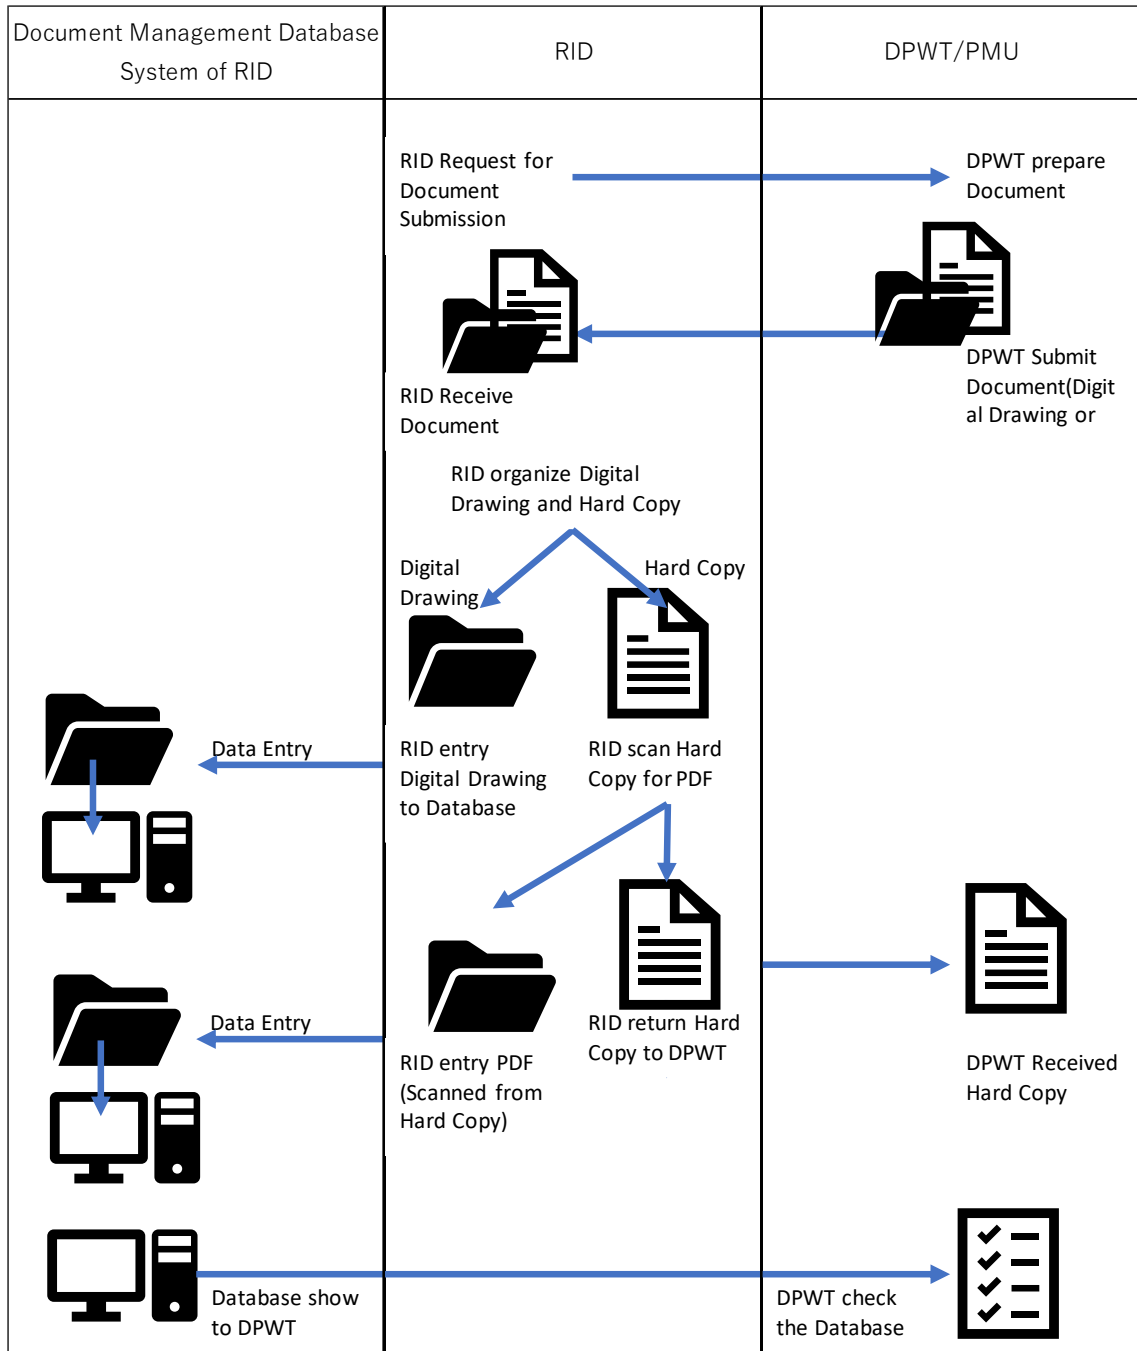 Document Management Database
System of RID
RID
DPWT/PMU
RID Request for
Document
Submission
DPWT prepare
Document
RID Receive
Document
DPWT Submit
Document(Digit
al Drawing or
RID organize Digital
Drawing and Hard Copy
Digital
Drawing
Hard Copy
Data Entry
RID entry
Digital Drawing
to Database
RID scan Hard
Copy for PDF
Data Entry
RID entry PDF
(Scanned from
Hard Copy)
RID return Hard
Copy to DPWT
DPWT Received
Hard Copy
Database show
to DPWT
DPWT check
the Database